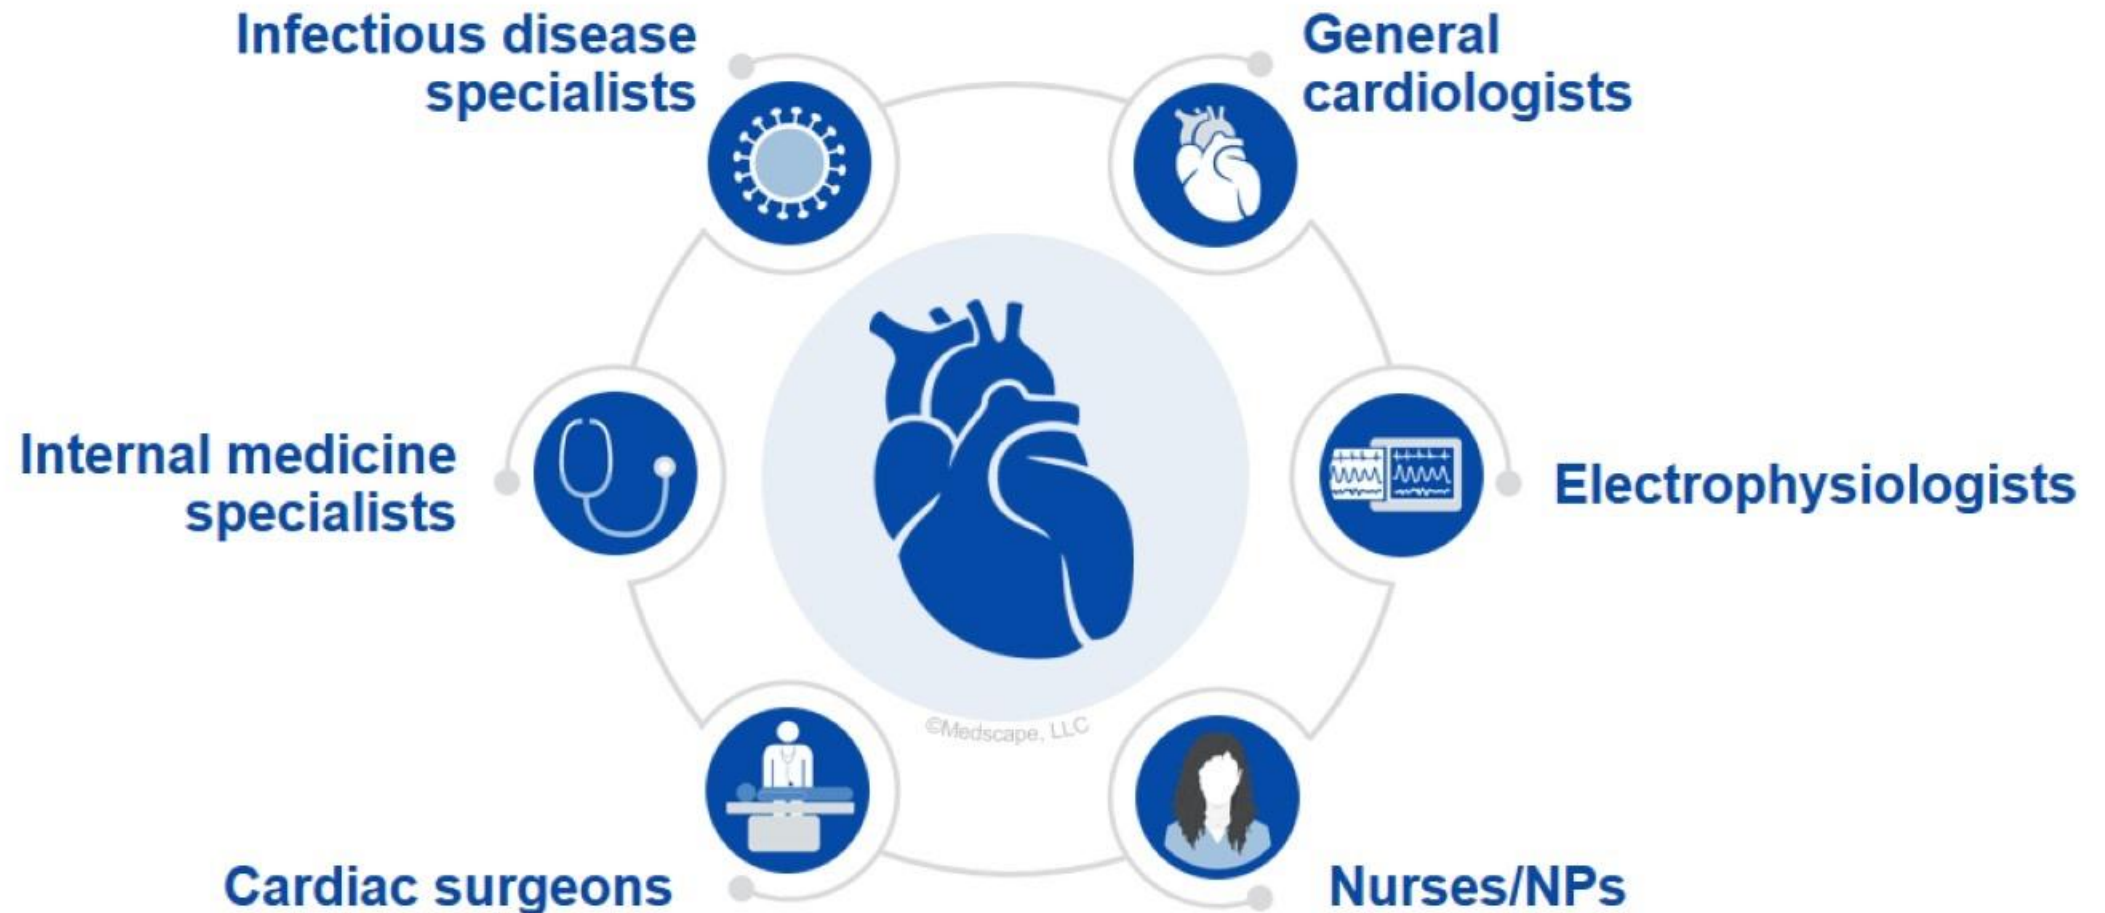 Infectious disease
specialists
General
cardiologists
Internal medicine
specialists
Electrophysiologists
©Medscape, LLC
Cardiac surgeons
Nurses/NPs